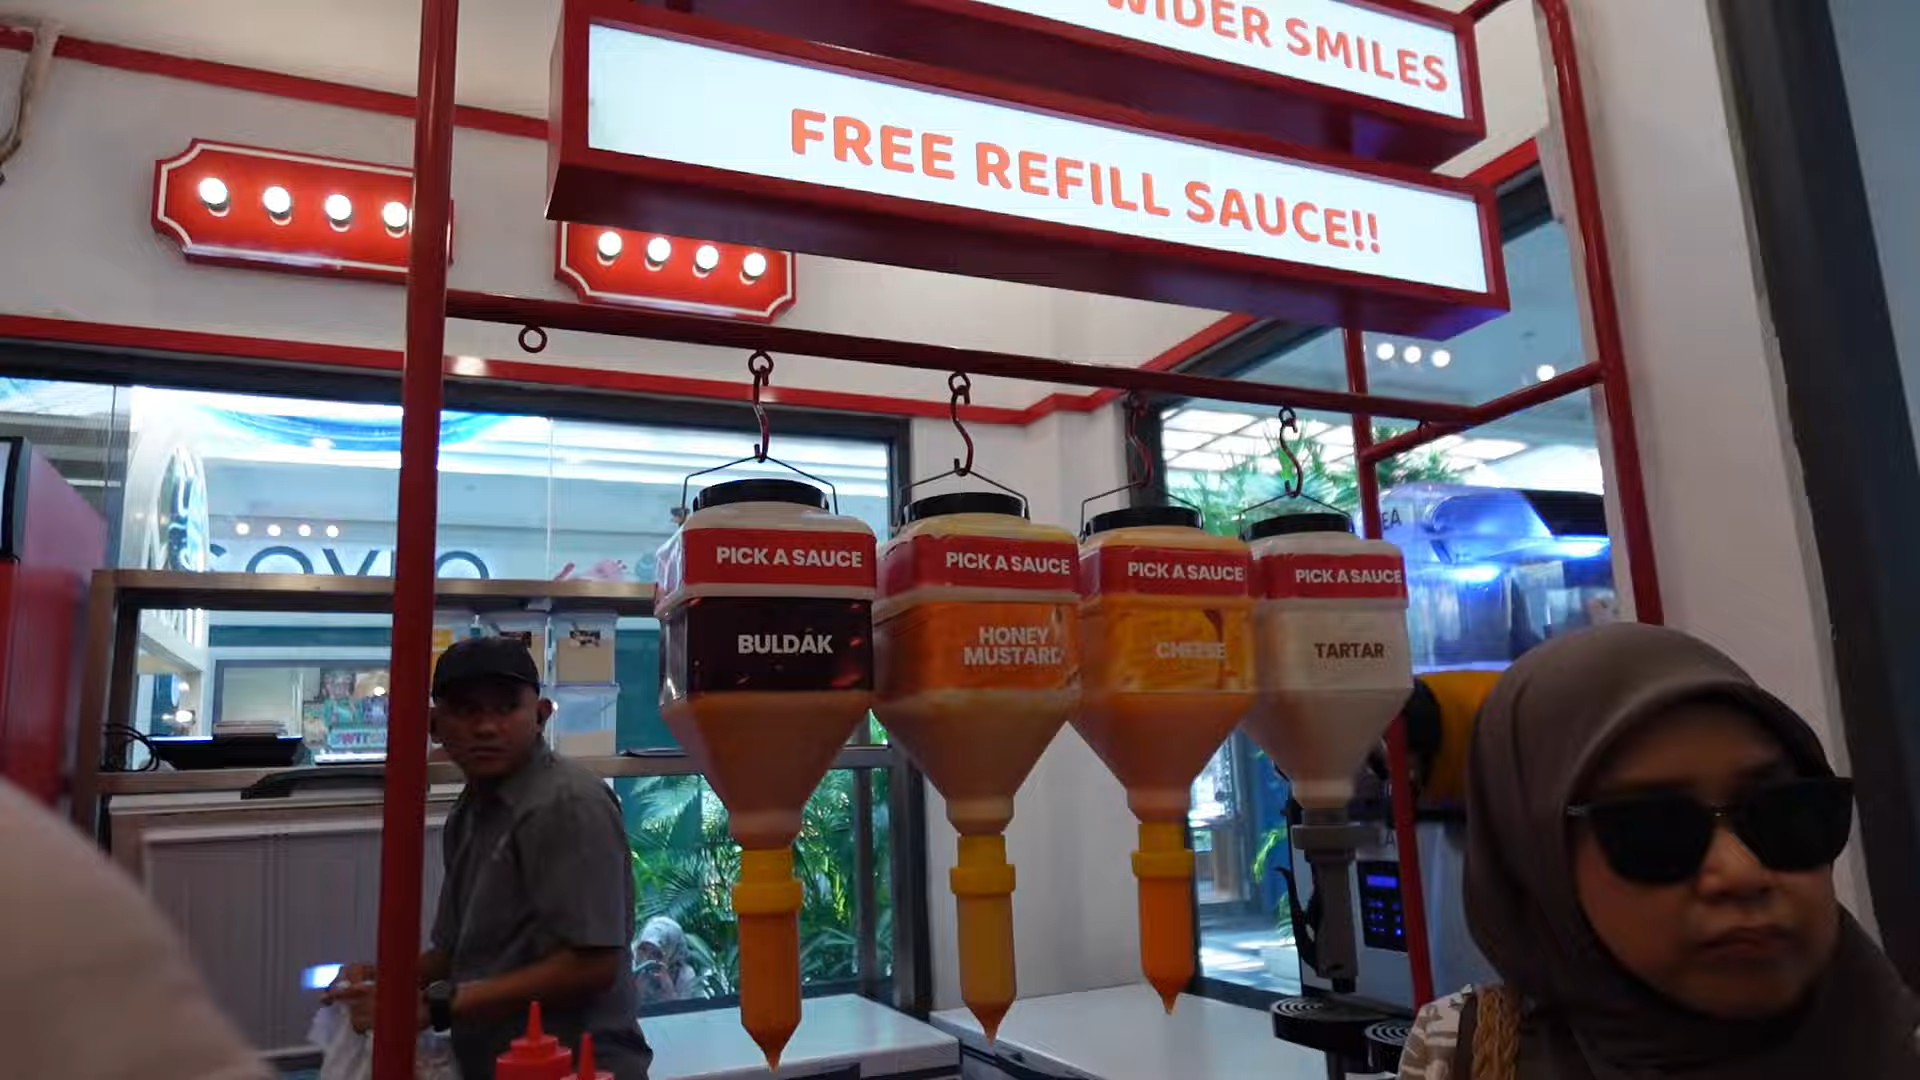 WIDER SMILES
FREE REFILL SAUCE!!
PICK A SAUCE
BULDAK
PICK A SAUCE
HONEY
MUSTARD
PICK A SAUCE
CHEESE
PICK A SAUCE
TARTAR